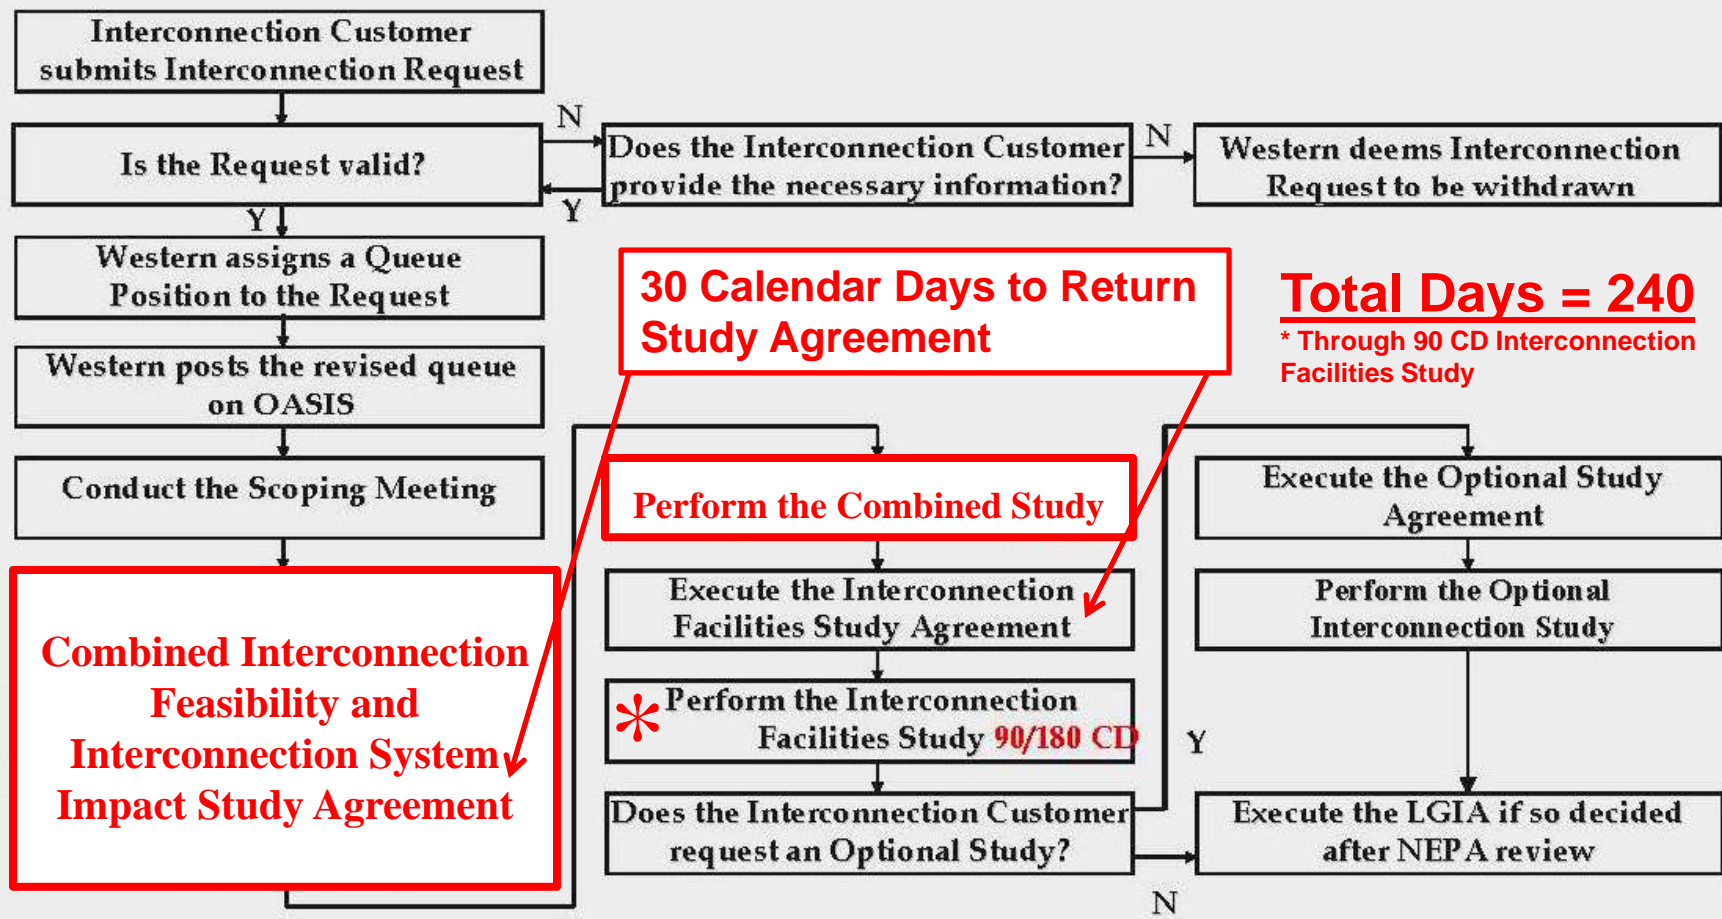 Interconnection Customer
submits Interconnection Request
Is the Request valid?
N
Does the Interconnection Customer
provide the necessary information?
Y
N
Western deems Interconnection
Request to be withdrawn
Y
Western assigns a Queue
Position to the Request
Western posts the revised queue
on OASIS
Conduct the Scoping Meeting
Combined Interconnection
Feasibility and
Interconnection System
Impact Study Agreement
30 Calendar Days to Return
Study Agreement
Total Days = 240
* Through 90 CD Interconnection
Facilities Study
Perform the Combined Study
Execute the Interconnection
Facilities Study Agreement
* Perform the Interconnection
Facilities Study 90/180 CD
Does the Interconnection Customer
request an Optional Study?
Y
N
Execute the Optional Study
Agreement
Perform the Optional
Interconnection Study
Execute the LGIA if so decided
after NEPA review